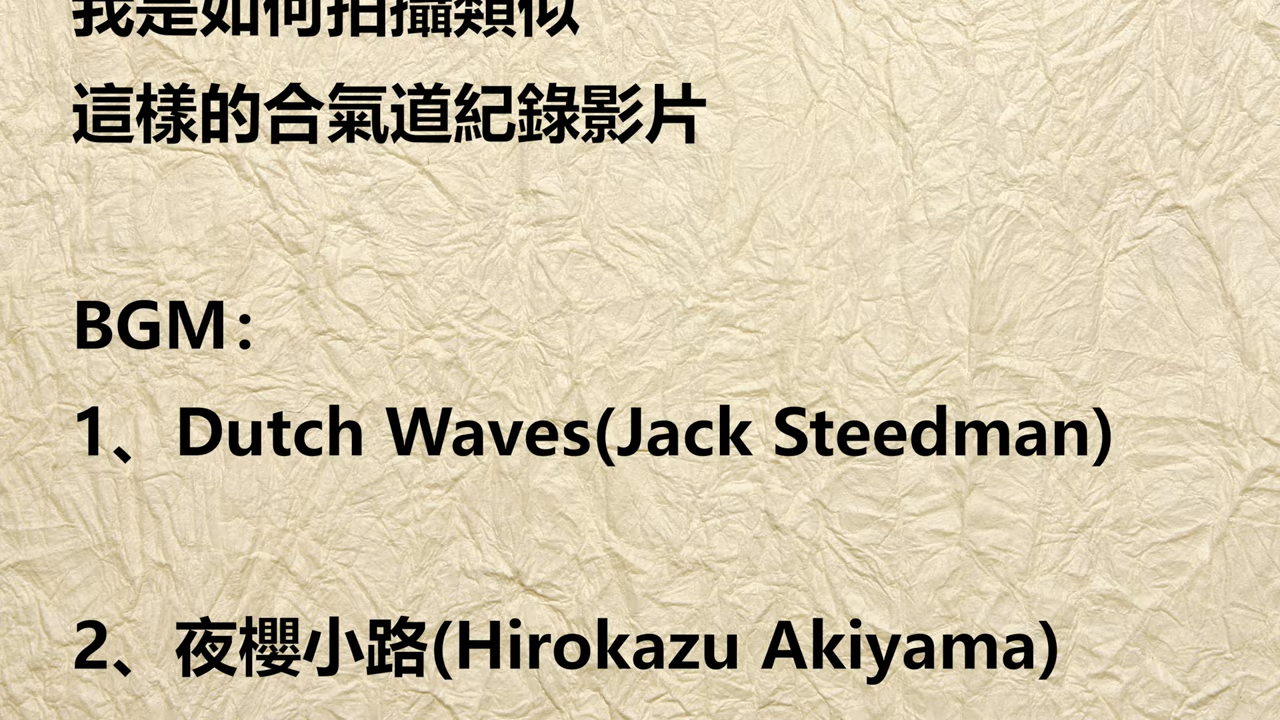 我是如何拍攝類似
這樣的合氣道紀錄影片
BGM：
1、Dutch Waves(Jack Steedman)
2、夜櫻小路(Hirokazu Akiyama)